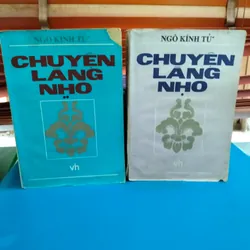 NGÔ KÍNH TỬ
CHUYỆN
LÀNG
NHO
**
vh
NGÔ KÍNH TỬ
CHUYỆN
LÀNG
NHO
*
vh